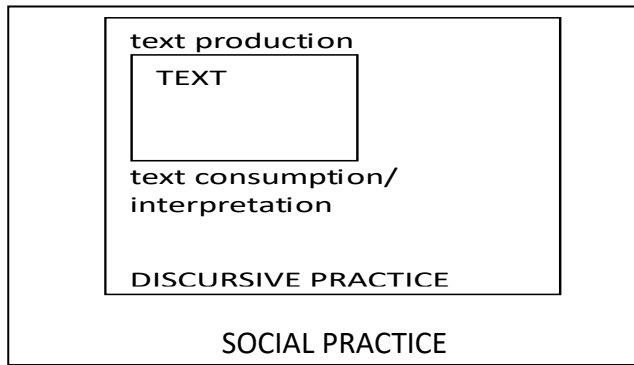 text production
TEXT
text consumption/
interpretation
DISCURSIVE PRACTICE
SOCIAL PRACTICE